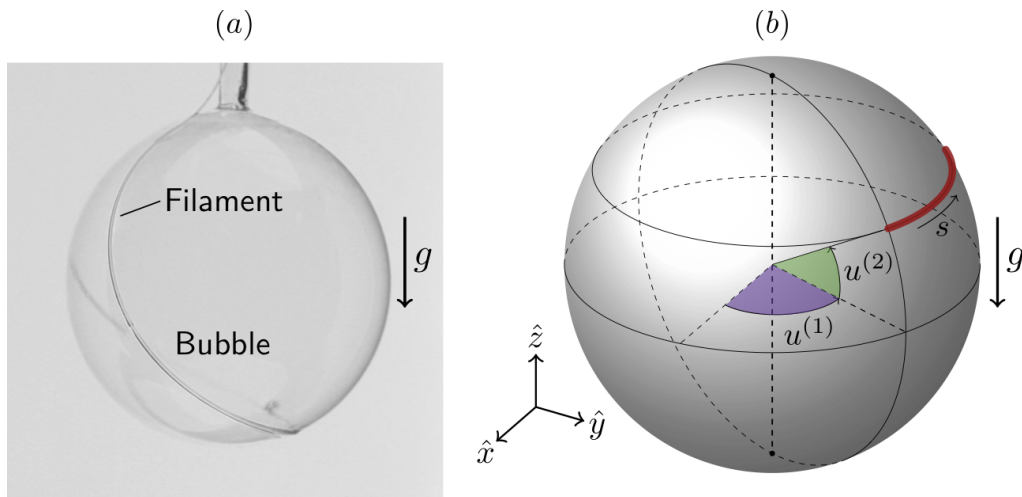 (a)
Filament
Bubble
g
(b)
s
u^{(2)}
u^{(1)}
g
ẑ
ŷ
x̂